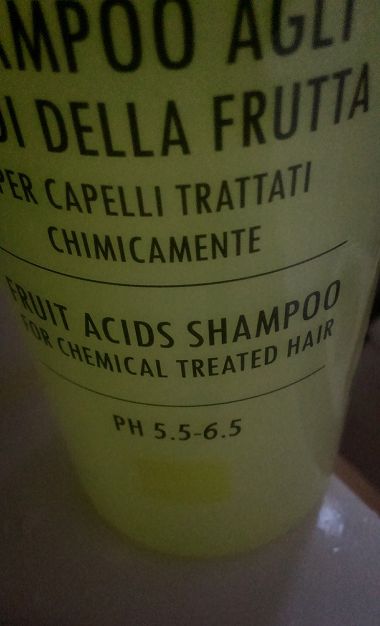 AMPOO AGLI
DI DELLA FRUTTA
PER CAPELLI TRATTATI
CHIMICAMENTE
FRUIT ACIDS SHAMPOO
FOR CHEMICAL TREATED HAIR
PH 5.5-6.5